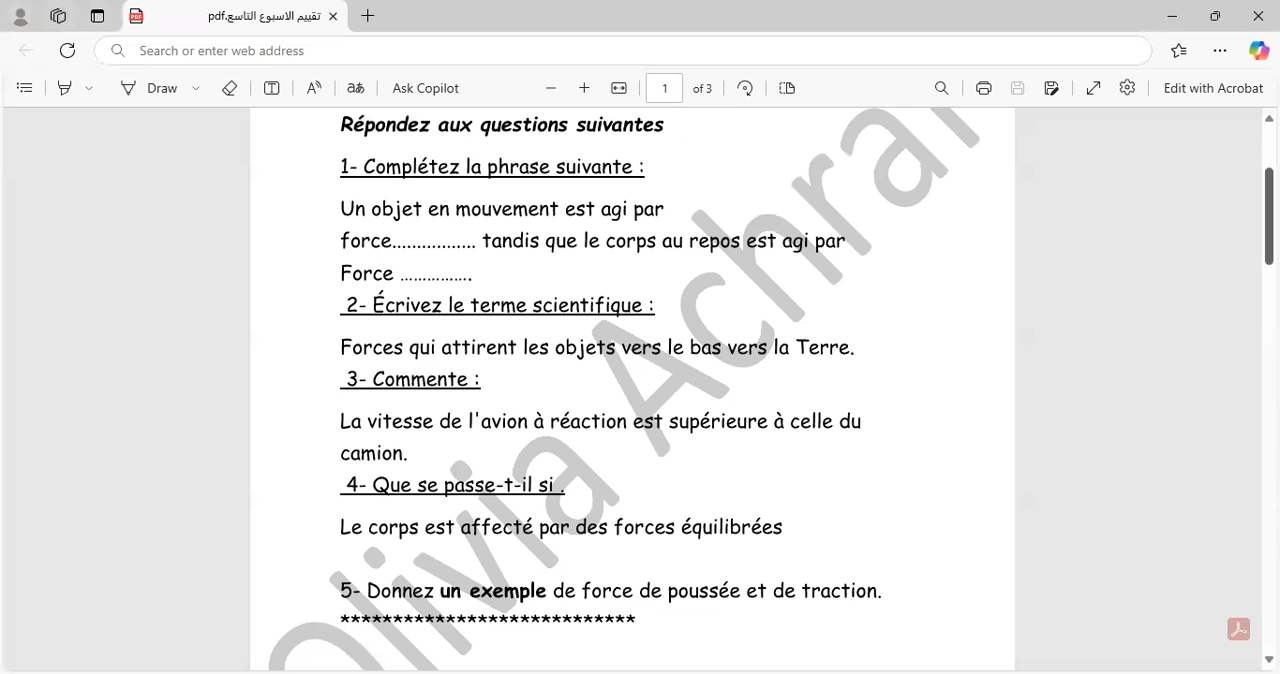 تقييم الاسبوع التاسع.pdf
Search or enter web address
Draw
Ask Copilot
1 of 3
Edit with Acrobat
Répondez aux questions suivantes
1- Complétez la phrase suivante :
Un objet en mouvement est agi par
force................. tandis que le corps au repos est agi par
Force …………….
2- Écrivez le terme scientifique :
Forces qui attirent les objets vers le bas vers la Terre.
3- Commente :
La vitesse de l'avion à réaction est supérieure à celle du
camion.
4- Que se passe-t-il si .
Le corps est affecté par des forces équilibrées
5- Donnez un exemple de force de poussée et de traction.
****************************
Olivia Achraf